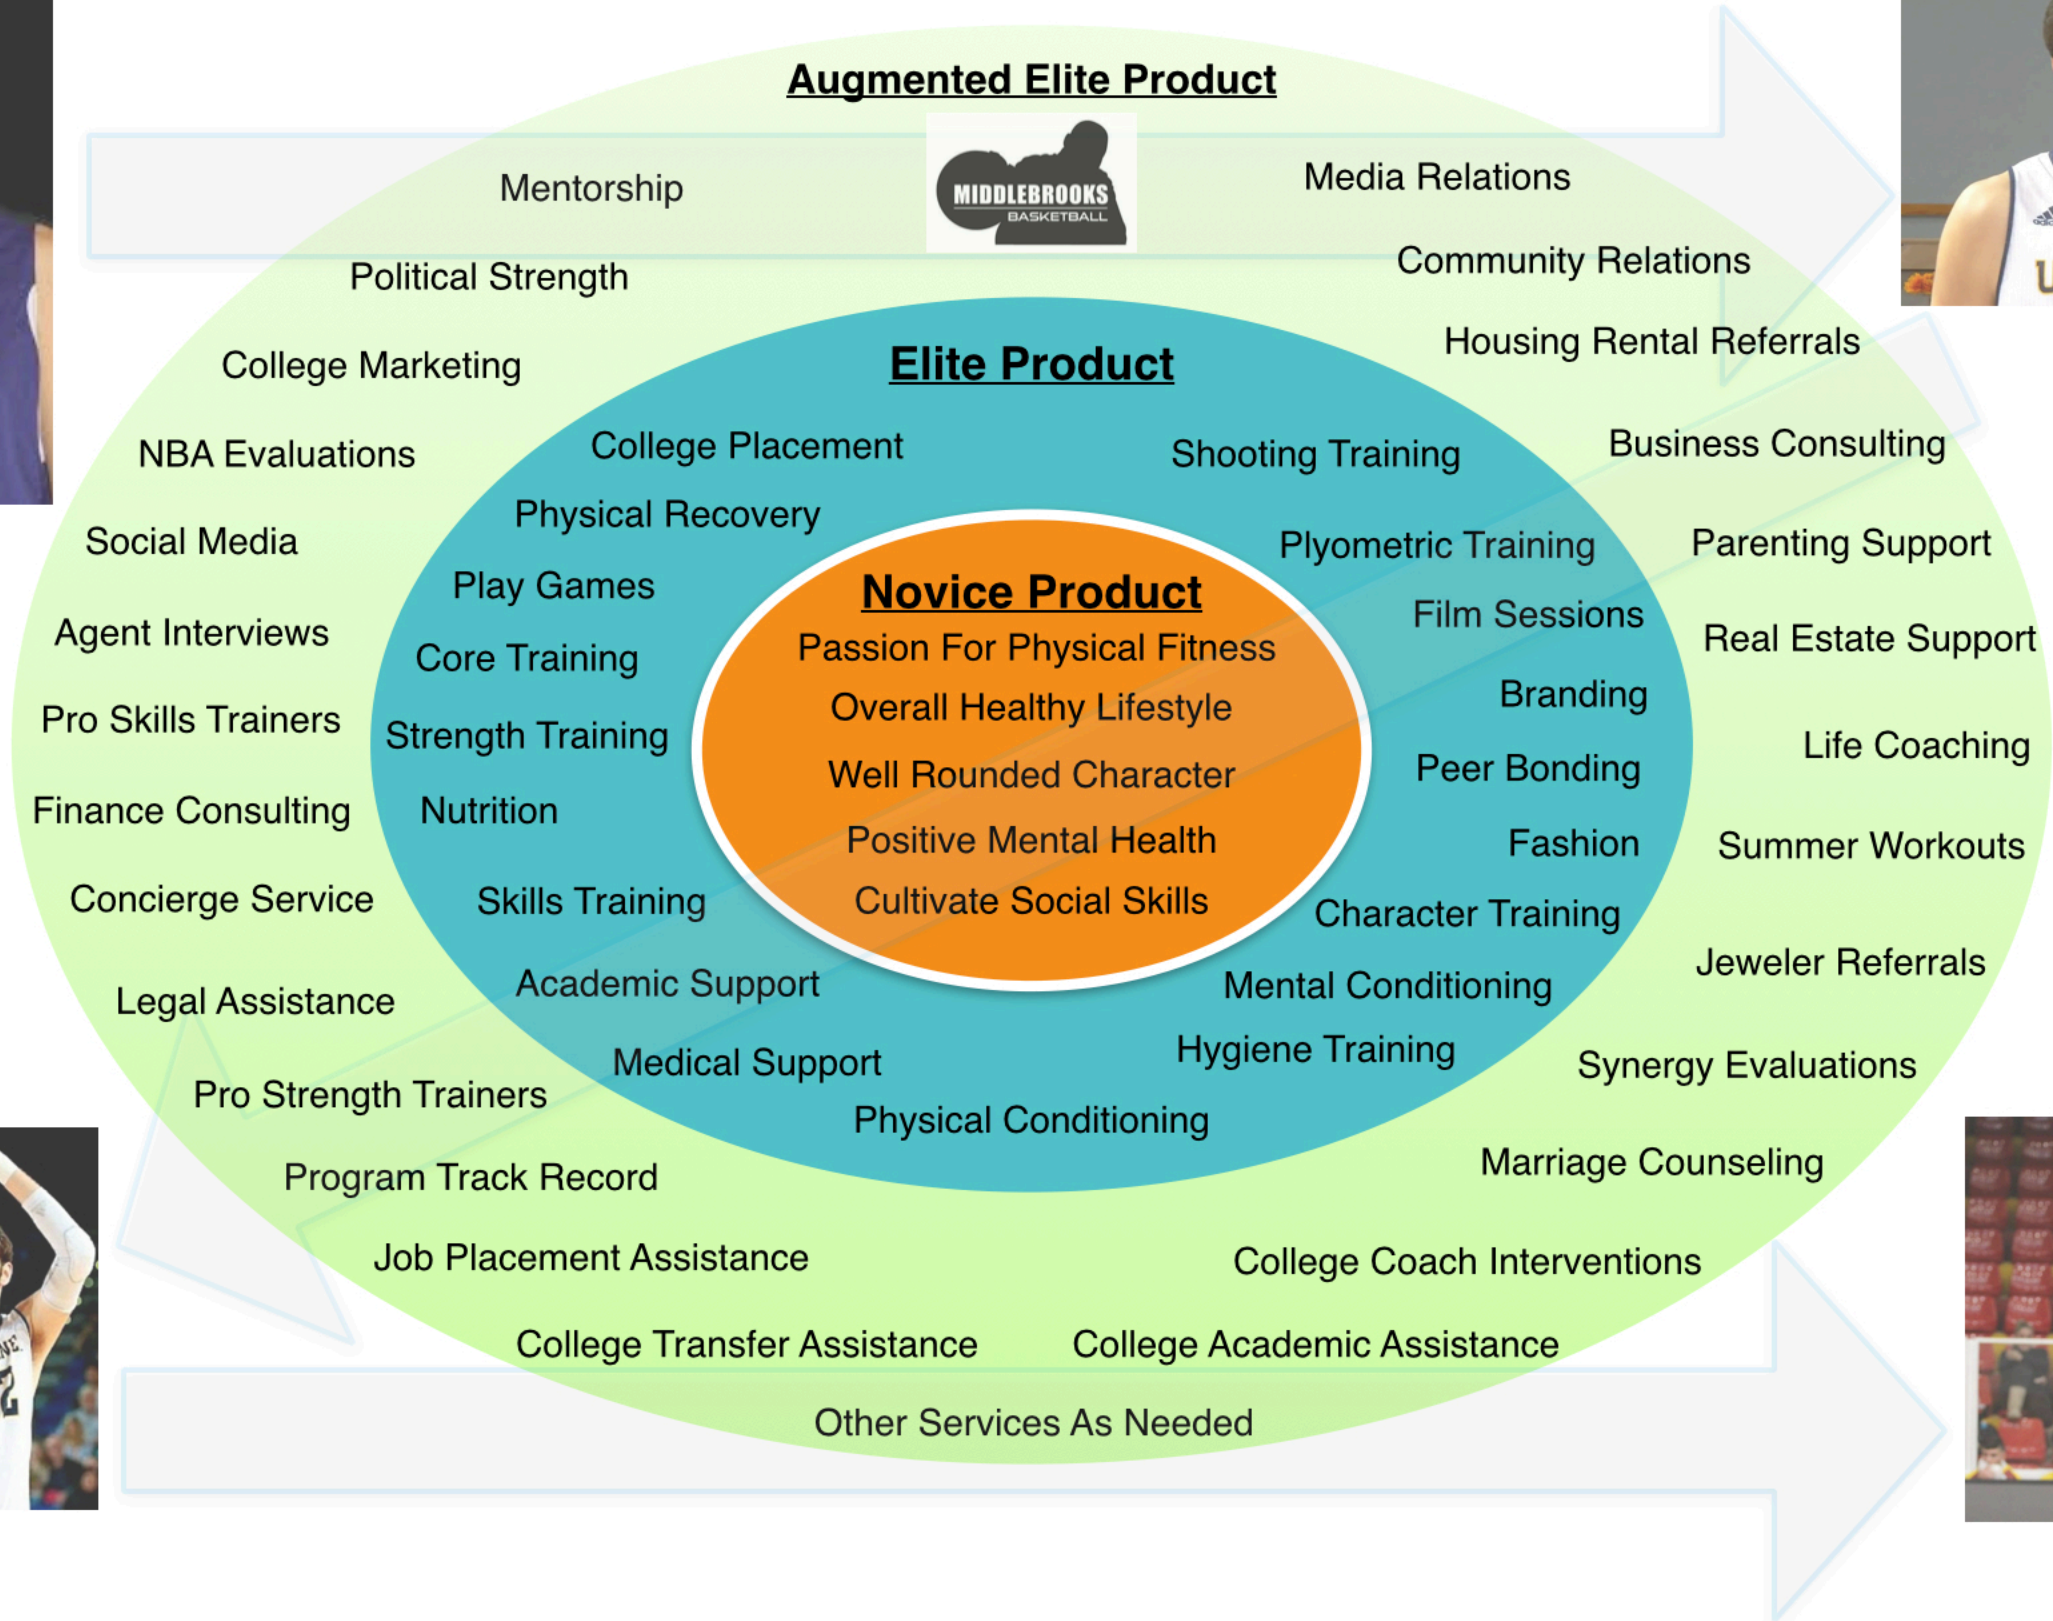 Augmented Elite Product
MIDDLEBROOKS
BASKETBALL
Mentorship
Media Relations
Political Strength
Community Relations
College Marketing
Housing Rental Referrals
NBA Evaluations
Business Consulting
Social Media
Parenting Support
Agent Interviews
Real Estate Support
Pro Skills Trainers
Life Coaching
Finance Consulting
Summer Workouts
Concierge Service
Jeweler Referrals
Legal Assistance
Synergy Evaluations
Pro Strength Trainers
Marriage Counseling
Program Track Record
College Coach Interventions
Job Placement Assistance
College Transfer Assistance
College Academic Assistance
Other Services As Needed
Elite Product
College Placement
Shooting Training
Physical Recovery
Plyometric Training
Play Games
Film Sessions
Core Training
Branding
Strength Training
Peer Bonding
Nutrition
Fashion
Skills Training
Character Training
Academic Support
Mental Conditioning
Medical Support
Hygiene Training
Physical Conditioning
Novice Product
Passion For Physical Fitness
Overall Healthy Lifestyle
Well Rounded Character
Positive Mental Health
Cultivate Social Skills